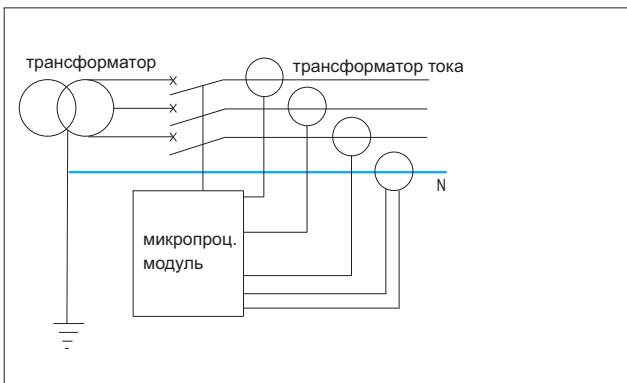 трансформатор
трансформатор тока
N
микропроц.
модуль